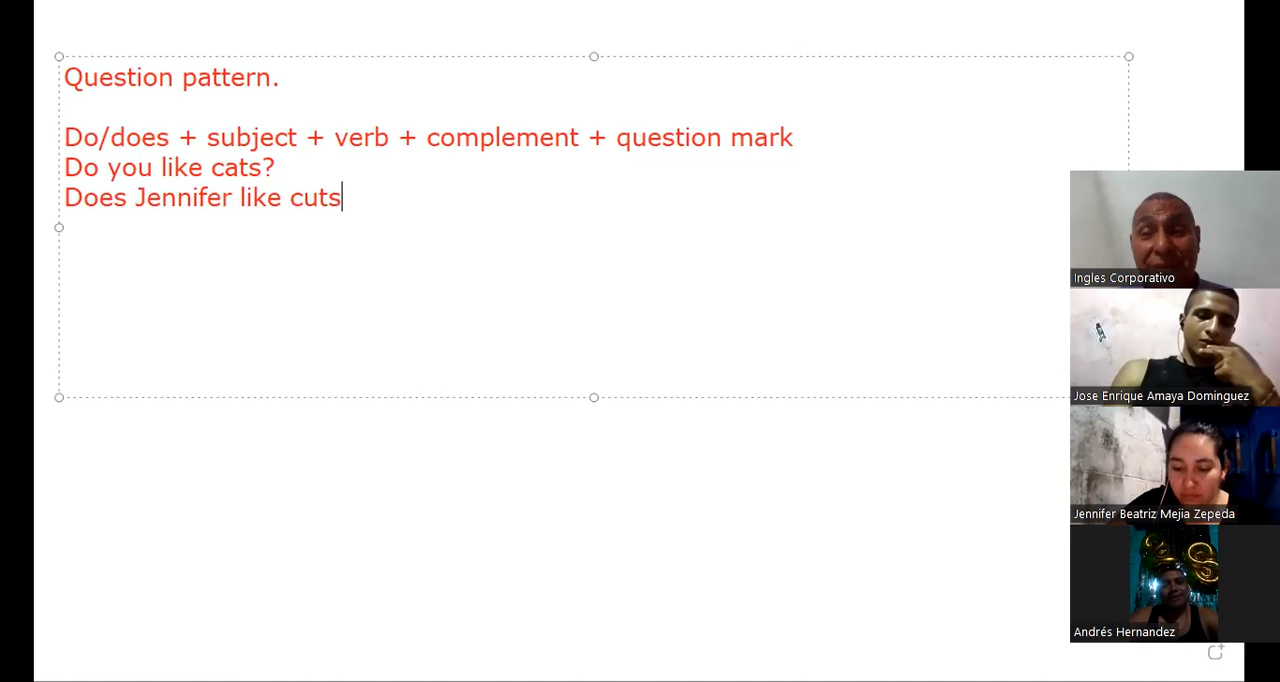 Question pattern.
Do/does + subject + verb + complement + question mark
Do you like cats?
Does Jennifer like cuts
Ingles Corporativo
Jose Enrique Amaya Dominguez
Jennifer Beatriz Mejia Zepeda
Andrés Hernandez